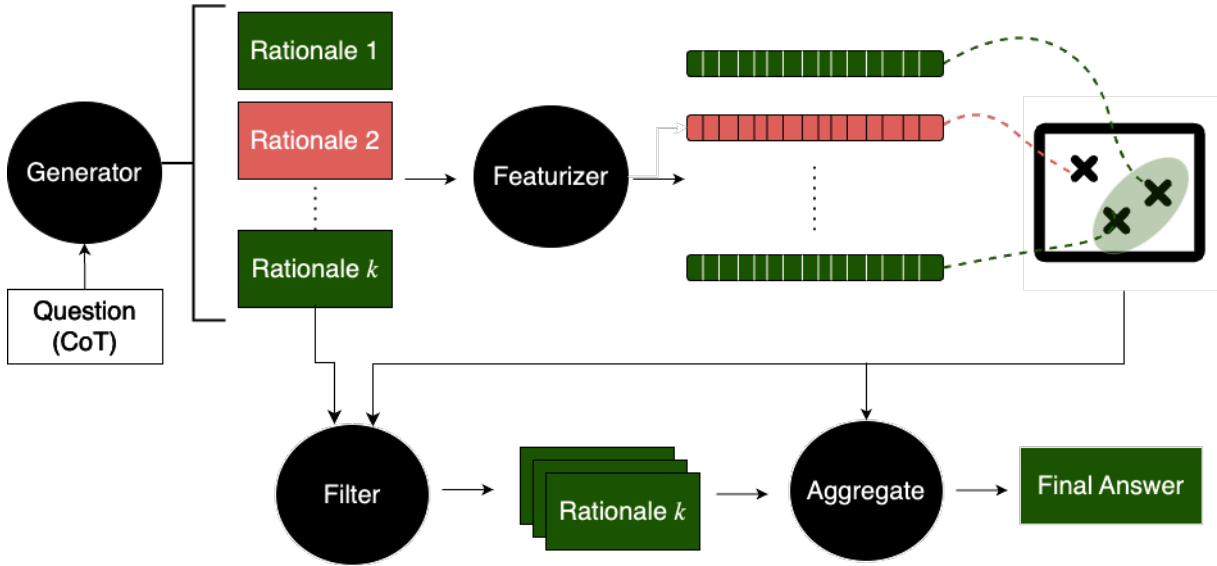 Generator
Question
(CoT)
Rationale 1
Rationale 2
Rationale k
Featurizer
Filter
Rationale k
Aggregate
Final Answer